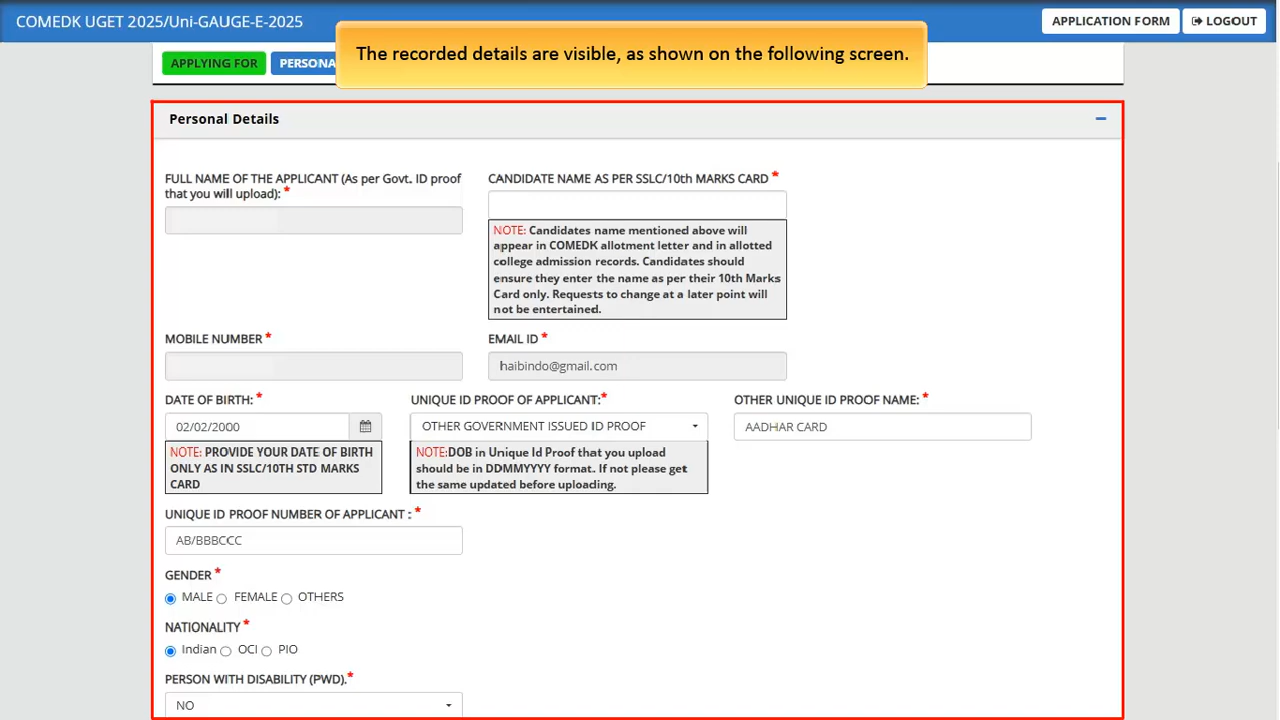 COMEDK UGET 2025/Uni-GAUGE-E-2025
APPLICATION FORM
LOGOUT
APPLYING FOR
PERSONA
The recorded details are visible, as shown on the following screen.
Personal Details
FULL NAME OF THE APPLICANT (As per Govt. ID proof
that you will upload): *
CANDIDATE NAME AS PER SSLC/10th MARKS CARD *
NOTE: Candidates name mentioned above will
appear in COMEDK allotment letter and in allotted
college admission records. Candidates should
ensure they enter the name as per their 10th Marks
Card only. Requests to change at a later point will
not be entertained.
MOBILE NUMBER *
EMAIL ID *
haibindo@gmail.com
DATE OF BIRTH: *
UNIQUE ID PROOF OF APPLICANT:*
OTHER UNIQUE ID PROOF NAME: *
02/02/2000
OTHER GOVERNMENT ISSUED ID PROOF
AADHAR CARD
NOTE: PROVIDE YOUR DATE OF BIRTH
ONLY AS IN SSLC/10TH STD MARKS
CARD
NOTE:DOB in Unique Id Proof that you upload
should be in DDMMYYYY format. If not please get
the same updated before uploading.
UNIQUE ID PROOF NUMBER OF APPLICANT : *
AB/BBBCCC
GENDER *
MALE FEMALE OTHERS
NATIONALITY *
Indian OCI PIO
PERSON WITH DISABILITY (PWD).*
NO